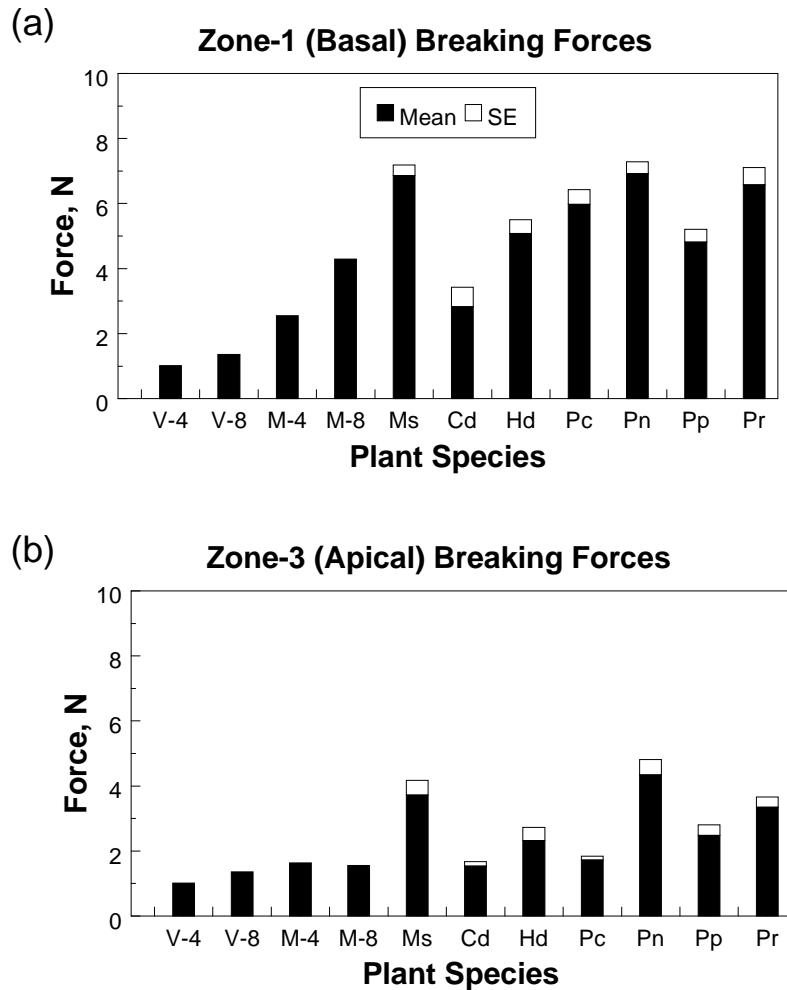 (a)
Zone-1 (Basal) Breaking Forces
10
8
6
4
2
0
Force, N
Mean SE
V-4 V-8 M-4 M-8 Ms Cd Hd Pc Pn Pp Pr
Plant Species
(b)
Zone-3 (Apical) Breaking Forces
10
8
6
4
2
0
Force, N
V-4 V-8 M-4 M-8 Ms Cd Hd Pc Pn Pp Pr
Plant Species